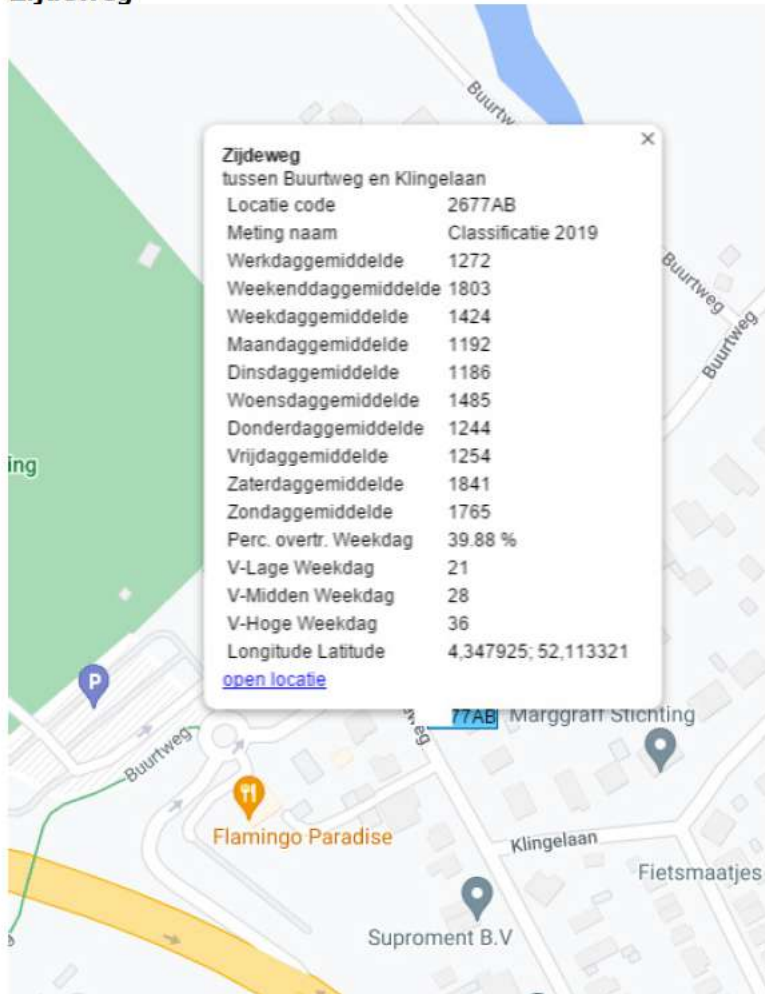 Zijdeweg
Buurtw
×
Zijdeweg
tussen Buurtweg en Klingelaan
Locatie code 2677AB
Meting naam Classificatie 2019
Werkdaggemiddelde 1272
Weekenddaggemiddelde 1803
Weekdaggemiddelde 1424
Maandaggemiddelde 1192
Dinsdaggemiddelde 1186
Woensdaggemiddelde 1485
Donderdaggemiddelde 1244
Vrijdaggemiddelde 1254
Zaterdaggemiddelde 1841
Zondaggemiddelde 1765
Perc. overtr. Weekdag 39.88 %
V-Lage Weekdag 21
V-Midden Weekdag 28
V-Hoge Weekdag 36
Longitude Latitude 4,347925; 52,113321
open locatie
Buurtweg
Buurtweg
ing
P
weg
77AB
Marggraff Stichting
Buurtweg
Flamingo Paradise
Klingelaan
Fietsmaatjes
Suproment B.V